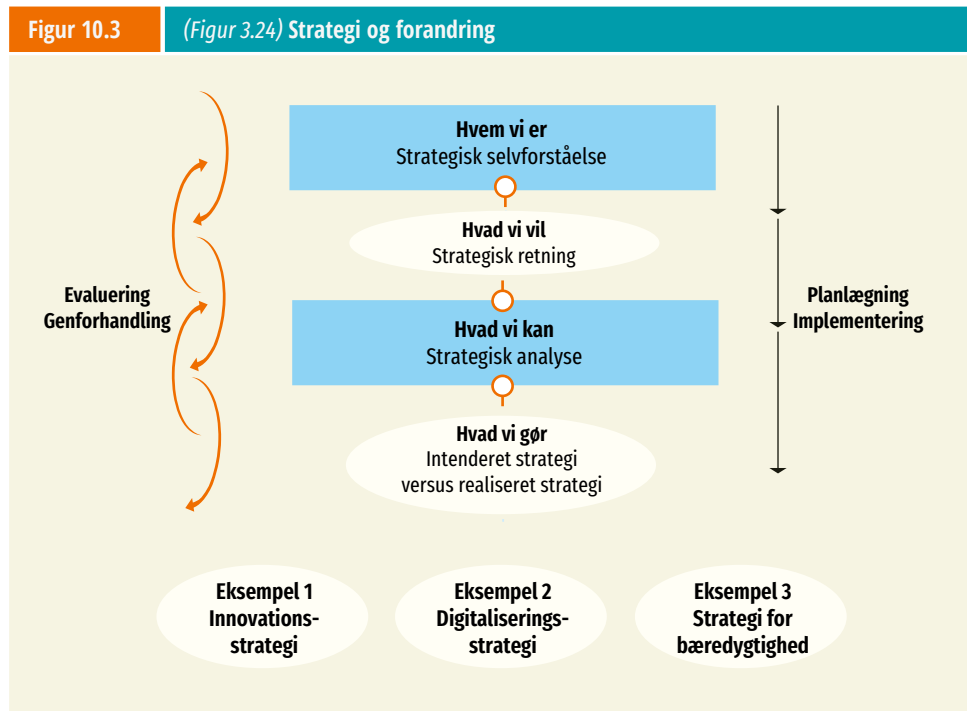 Figur 10.3
(Figur 3.24) Strategi og forandring
Hvem vi er
Strategisk selvforståelse
Hvad vi vil
Strategisk retning
Evaluering
Genforhandling
Hvad vi kan
Strategisk analyse
Planlægning
Implementering
Hvad vi gør
Intenderet strategi
versus realiseret strategi
Eksempel 1
Innovations-
strategi
Eksempel 2
Digitaliserings-
strategi
Eksempel 3
Strategi for
bæredygtighed